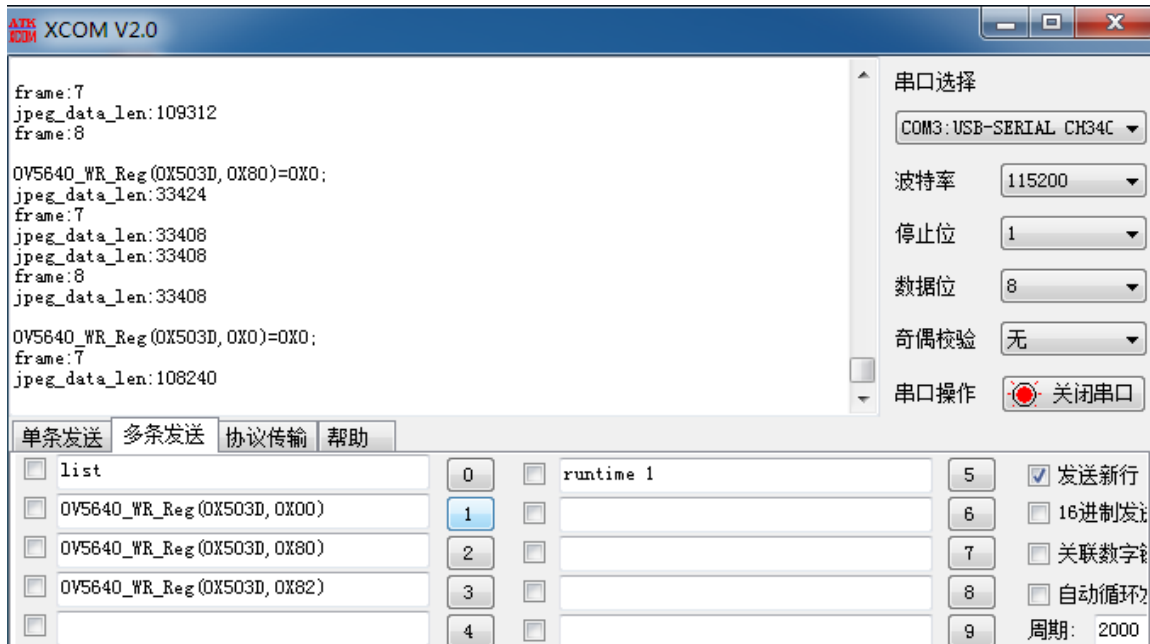 ATK XCOM XCOM V2.0
frame:7
jpeg_data_len:109312
frame:8
OV5640_WR_Reg(0X503D,0X80)=0X0;
jpeg_data_len:33424
frame:7
jpeg_data_len:33408
jpeg_data_len:33408
frame:8
jpeg_data_len:33408
OV5640_WR_Reg(0X503D,0X0)=0X0;
frame:7
jpeg_data_len:108240
串口选择
COM3:USB-SERIAL CH34
波特率 115200
停止位 1
数据位 8
奇偶校验 无
串口操作 关闭串口
单条发送 多条发送 协议传输 帮助
list 0 runtime 1 5 发送新行
OV5640_WR_Reg(0X503D,0X00) 1 6 16进制发送
OV5640_WR_Reg(0X503D,0X80) 2 7 关联数字
OV5640_WR_Reg(0X503D,0X82) 3 8 自动循环
4 9 周期: 2000